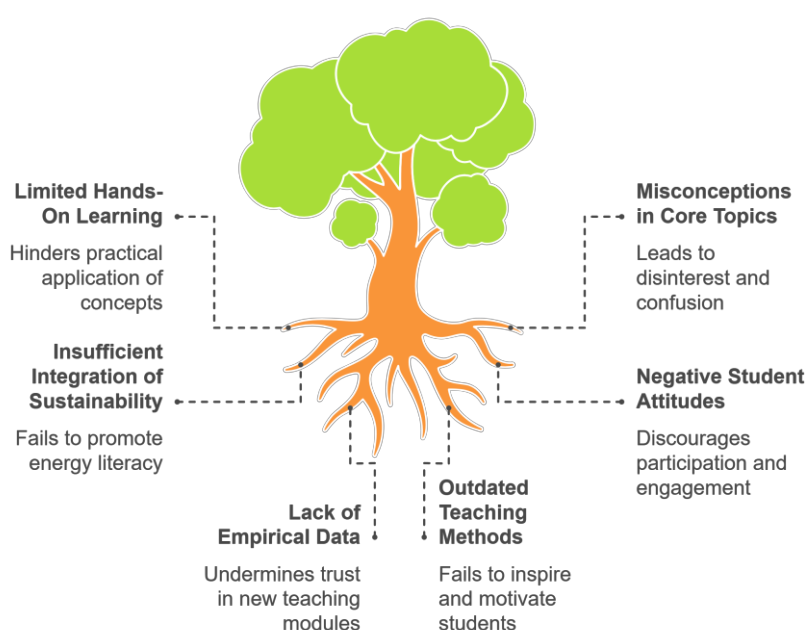 Limited Hands-
On Learning
Hinders practical
application of
concepts
Insufficient
Integration of
Sustainability
Fails to promote
energy literacy
Lack of
Empirical Data
Undermines trust
in new teaching
modules
Outdated
Teaching
Methods
Fails to inspire
and motivate
students
Misconceptions
in Core Topics
Leads to
disinterest and
confusion
Negative Student
Attitudes
Discourages
participation and
engagement